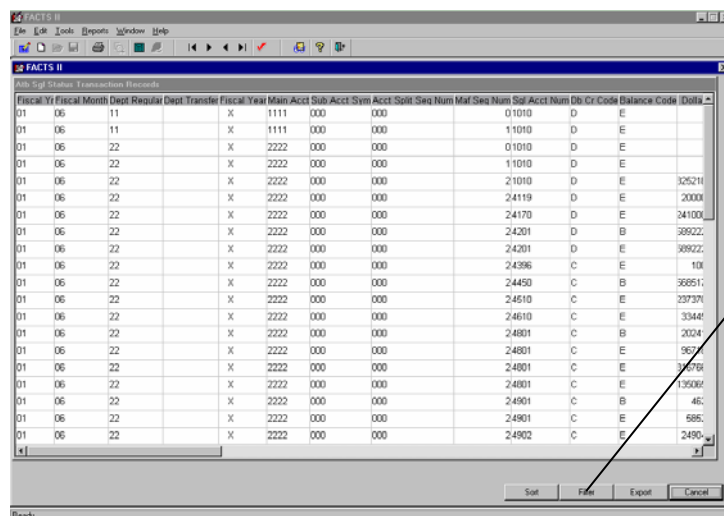 FACTS II
File Edit Tools Reports Window Help
FACTS II
Atb Sgl Status Transaction Records
Fiscal Yr Fiscal Month Dept Regular Dept Transfer Fiscal Year Main Acct Sub Acct Sym Acct Split Seq Num Maf Seq Num Sgl Acct Num Db Cr Code Balance Code Dolla
01 06 11 X 1111 000 000 0 1010 D E
01 06 11 X 1111 000 000 1 1010 D E
01 06 22 X 2222 000 000 0 1010 D E
01 06 22 X 2222 000 000 1 1010 D E
01 06 22 X 2222 000 000 2 1010 D E
01 06 22 X 2222 000 000 2 4119 D E
01 06 22 X 2222 000 000 2 4170 D E
01 06 22 X 2222 000 000 2 4201 D B
01 06 22 X 2222 000 000 2 4201 D E
01 06 22 X 2222 000 000 2 4396 C E
01 06 22 X 2222 000 000 2 4450 C B
01 06 22 X 2222 000 000 2 4510 C E
01 06 22 X 2222 000 000 2 4610 C E
01 06 22 X 2222 000 000 2 4801 C B
01 06 22 X 2222 000 000 2 4801 C E
01 06 22 X 2222 000 000 2 4801 C E
01 06 22 X 2222 000 000 2 4801 C E
01 06 22 X 2222 000 000 2 4901 C B
01 06 22 X 2222 000 000 2 4901 C E
01 06 22 X 2222 000 000 2 4902 C E
Sort Filter Export Cancel
Ready